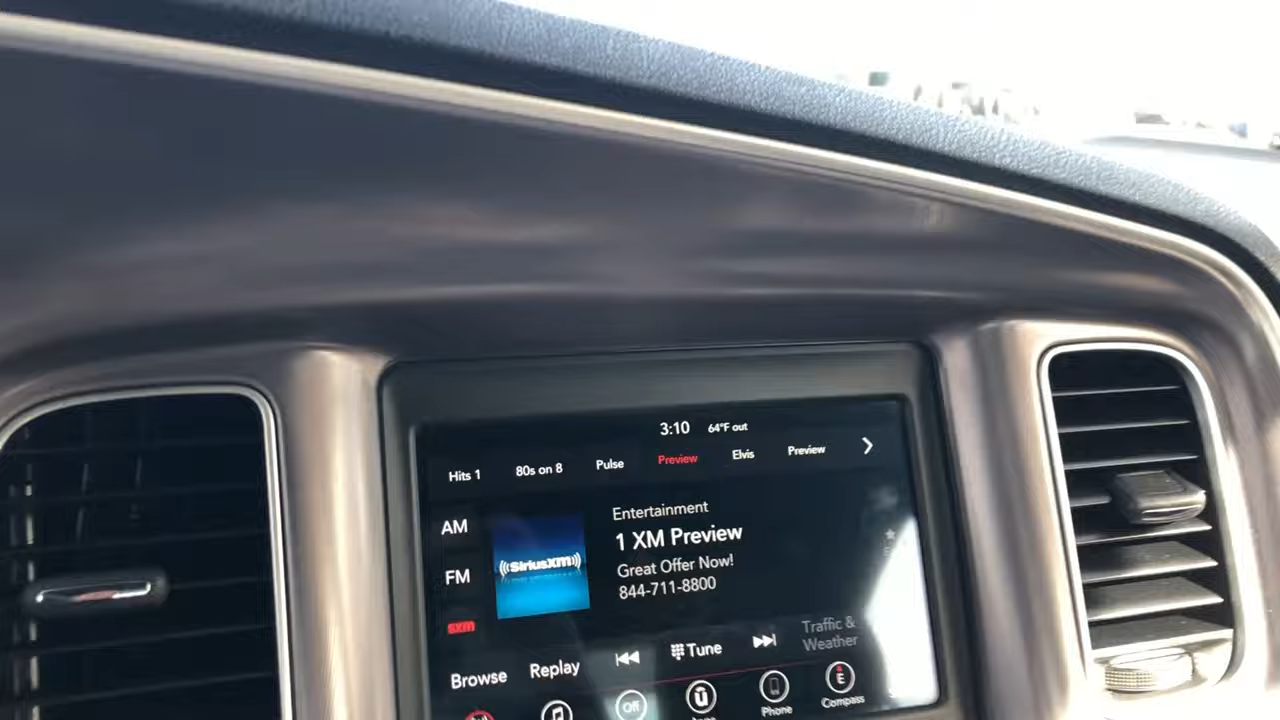 3:10 64°F out
Hits 1 80s on 8 Pulse Preview Elvis Preview
AM
FM
sxm
((SiriusXM))
Entertainment
1 XM Preview
Great Offer Now!
844-711-8800
Browse Replay Tune Traffic &
Weather
Off Phone E Compass